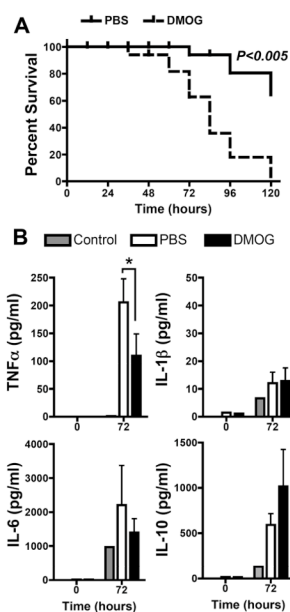 A
PBS DMOG
P<0.005
Percent Survival
100
80
60
40
20
0
0 24 48 72 96 120
Time (hours)
B
Control PBS DMOG
TNFα (pg/ml)
250
200
150
100
50
0
*
0 72
IL-1β (pg/ml)
50
40
30
20
10
0
0 72
IL-6 (pg/ml)
4000
3000
2000
1000
0
0 72
Time (hours)
IL-10 (pg/ml)
1500
1000
500
0
0 72
Time (hours)